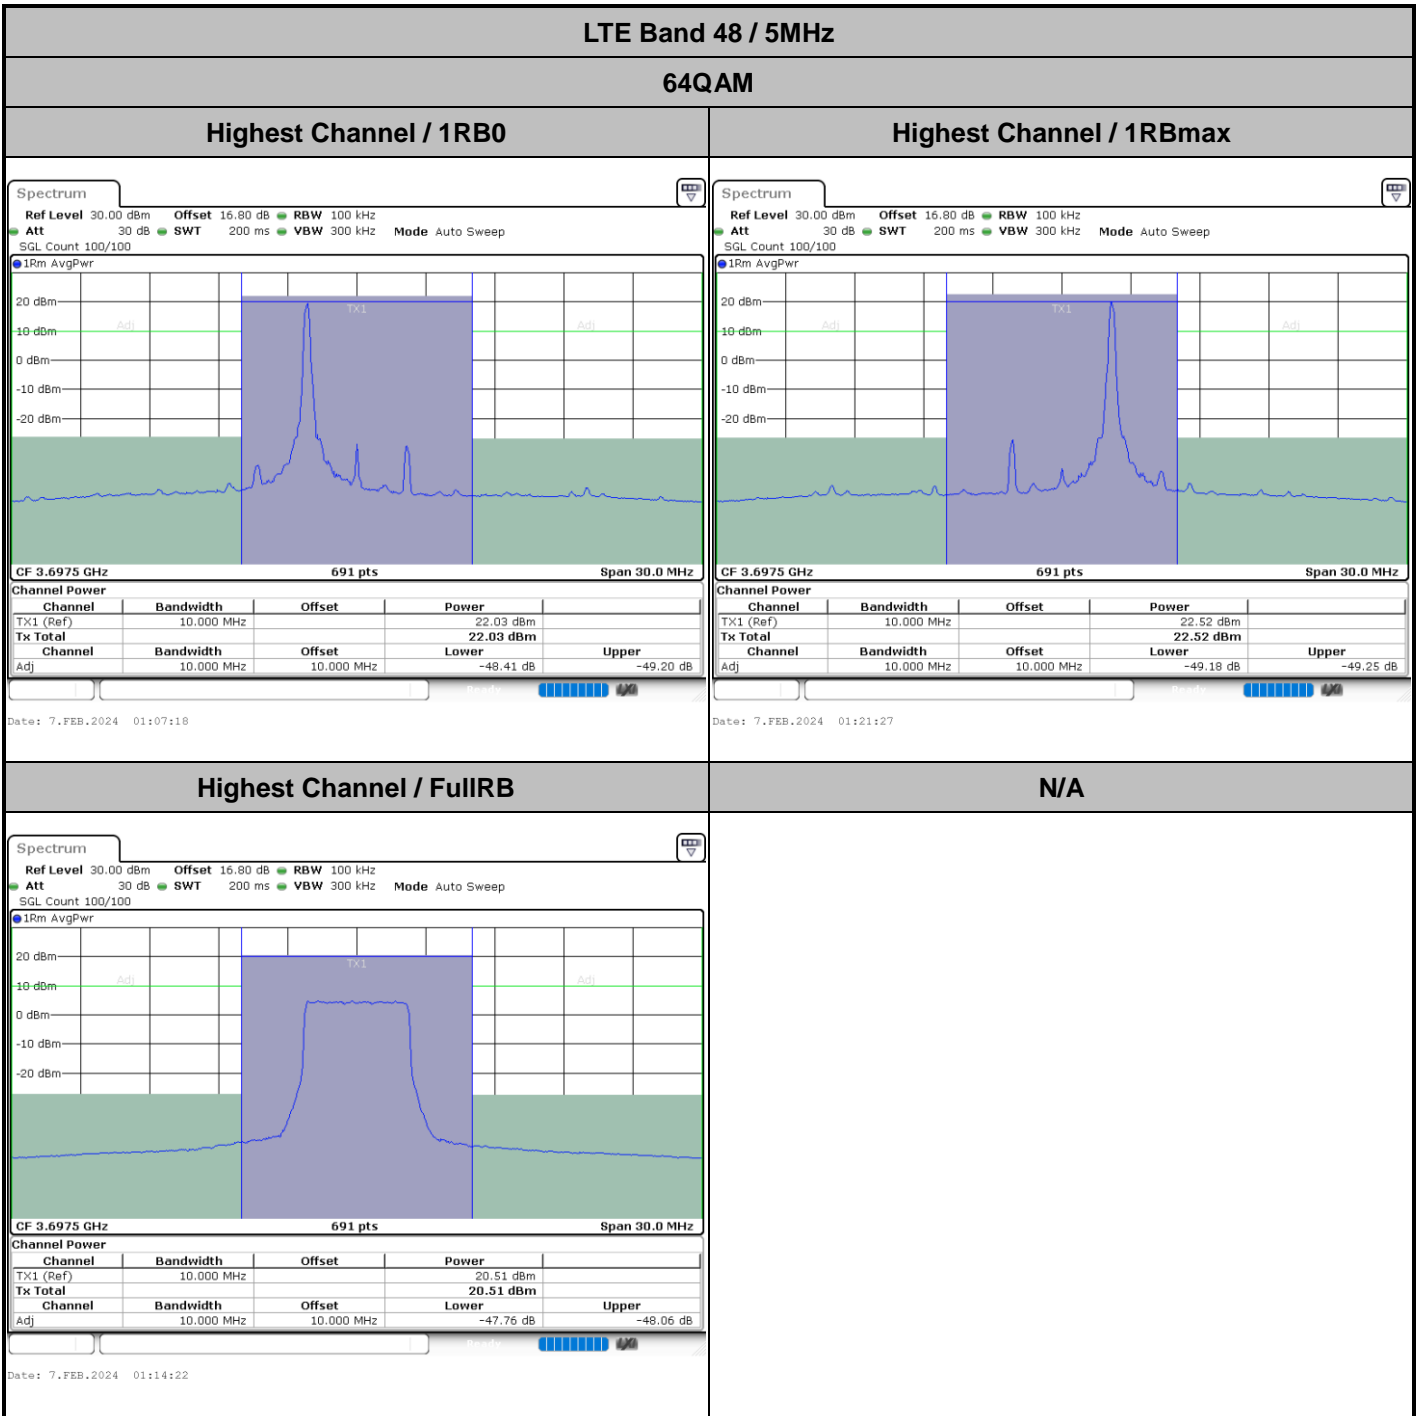 LTE Band 48 / 5MHz
64QAM
Highest Channel / 1RB0
Highest Channel / 1RBmax
Spectrum
Ref Level 30.00 dBm Offset 16.80 dB RBW 100 kHz
Att 30 dB SWT 200 ms VBW 300 kHz Mode Auto Sweep
SGL Count 100/100
1Rm AvgPwr
TX1
Adj
Adj
20 dBm
10 dBm
0 dBm
-10 dBm
-20 dBm
CF 3.6975 GHz 691 pts Span 30.0 MHz
Channel Power
Channel Bandwidth Offset Power
TX1 (Ref) 10.000 MHz 22.03 dBm
Tx Total 22.03 dBm
Channel Bandwidth Offset Lower Upper
Adj 10.000 MHz 10.000 MHz -48.41 dB -49.20 dB
Ready
Date: 7.FEB.2024 01:07:18
Spectrum
Ref Level 30.00 dBm Offset 16.80 dB RBW 100 kHz
Att 30 dB SWT 200 ms VBW 300 kHz Mode Auto Sweep
SGL Count 100/100
1Rm AvgPwr
TX1
Adj
Adj
20 dBm
10 dBm
0 dBm
-10 dBm
-20 dBm
CF 3.6975 GHz 691 pts Span 30.0 MHz
Channel Power
Channel Bandwidth Offset Power
TX1 (Ref) 10.000 MHz 22.52 dBm
Tx Total 22.52 dBm
Channel Bandwidth Offset Lower Upper
Adj 10.000 MHz 10.000 MHz -49.18 dB -49.25 dB
Ready
Date: 7.FEB.2024 01:21:27
Highest Channel / FullRB
N/A
Spectrum
Ref Level 30.00 dBm Offset 16.80 dB RBW 100 kHz
Att 30 dB SWT 200 ms VBW 300 kHz Mode Auto Sweep
SGL Count 100/100
1Rm AvgPwr
TX1
Adj
Adj
20 dBm
10 dBm
0 dBm
-10 dBm
-20 dBm
CF 3.6975 GHz 691 pts Span 30.0 MHz
Channel Power
Channel Bandwidth Offset Power
TX1 (Ref) 10.000 MHz 20.51 dBm
Tx Total 20.51 dBm
Channel Bandwidth Offset Lower Upper
Adj 10.000 MHz 10.000 MHz -47.76 dB -48.06 dB
Ready
Date: 7.FEB.2024 01:14:22